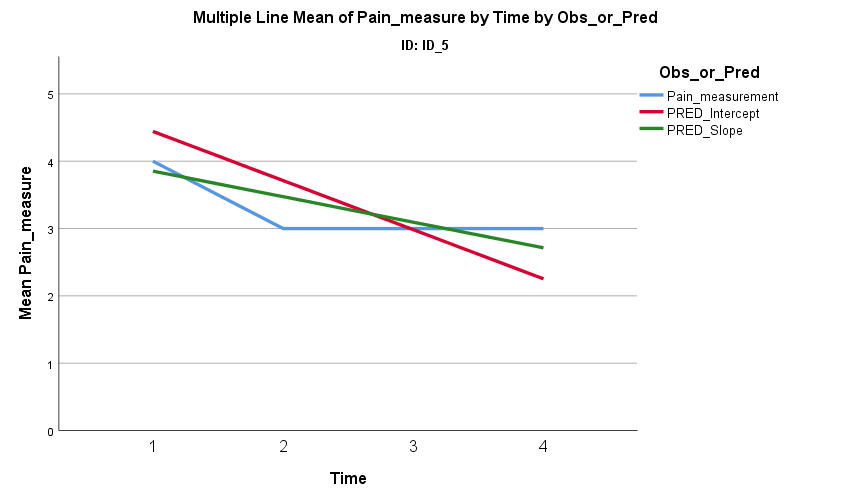 Multiple Line Mean of Pain_measure by Time by Obs_or_Pred
ID: ID_5
Obs_or_Pred
Pain_measurement
PRED_Intercept
PRED_Slope
Mean Pain_measure
5
4
3
2
1
0
1 2 3 4
Time